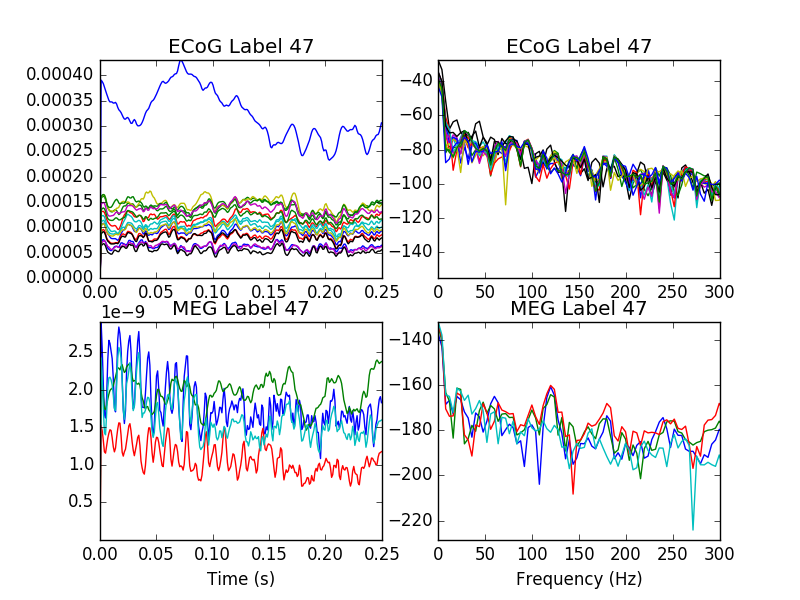 ECoG Label 47
0.00040
0.00035
0.00030
0.00025
0.00020
0.00015
0.00010
0.00005
0.00000
0.00 0.05 0.10 0.15 0.20 0.25
ECoG Label 47
−40
−60
−80
−100
−120
−140
0 50 100 150 200 250 300
MEG Label 47
1e−9
2.5
2.0
1.5
1.0
0.5
0.00 0.05 0.10 0.15 0.20 0.25
Time (s)
MEG Label 47
−140
−160
−180
−200
−220
0 50 100 150 200 250 300
Frequency (Hz)